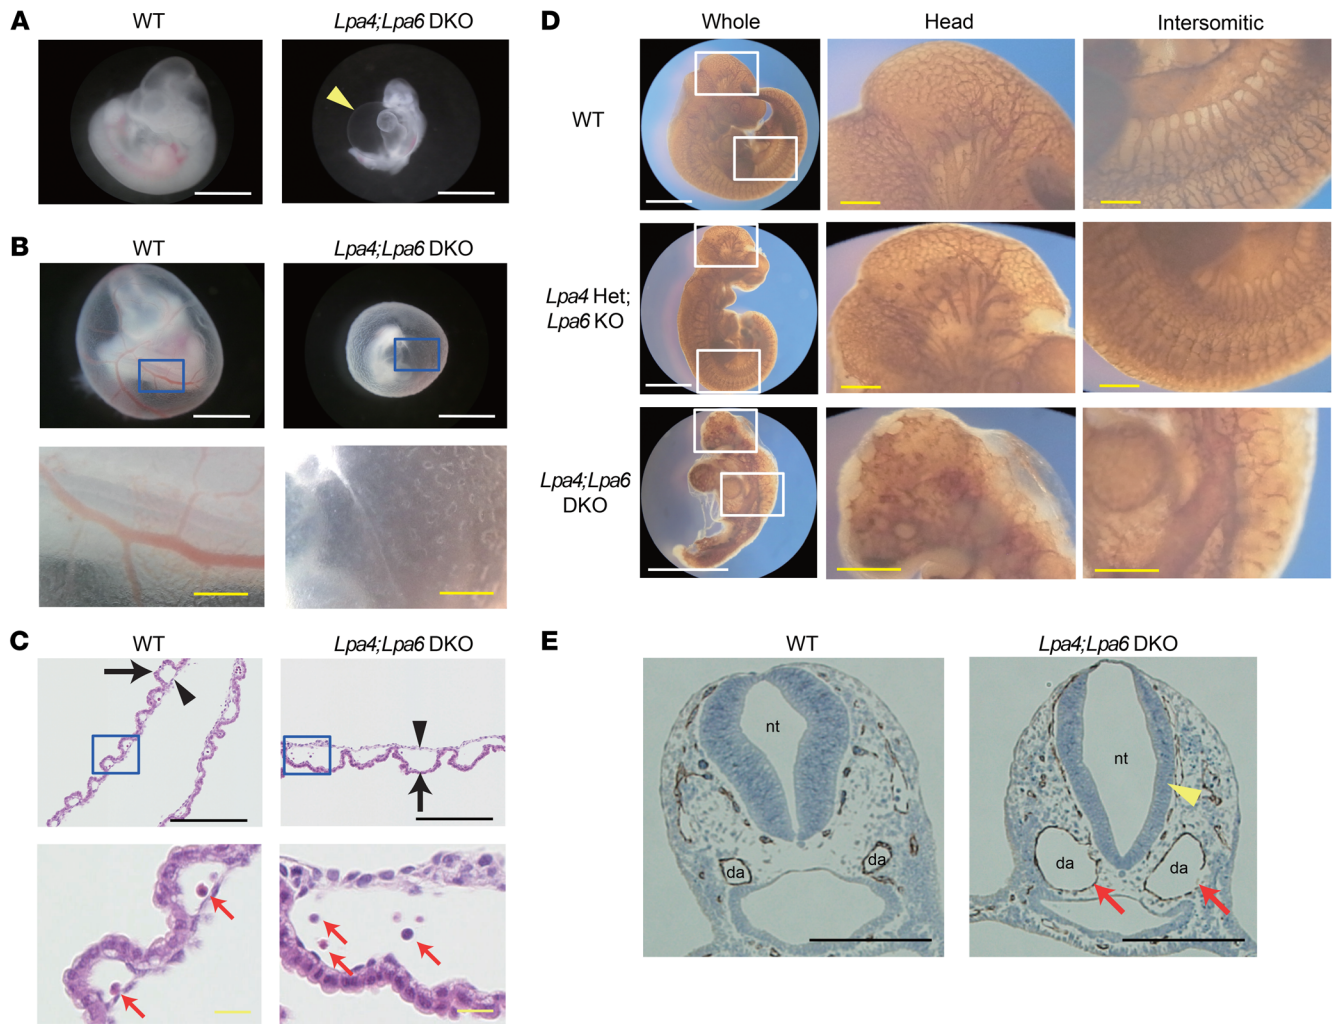 A
WT
Lpa4;Lpa6 DKO
B
WT
Lpa4;Lpa6 DKO
C
WT
Lpa4;Lpa6 DKO
D
Whole
Head
Intersomitic
WT
Lpa4 Het;
Lpa6 KO
Lpa4;Lpa6
DKO
E
WT
Lpa4;Lpa6 DKO
nt
da
da
nt
da
da